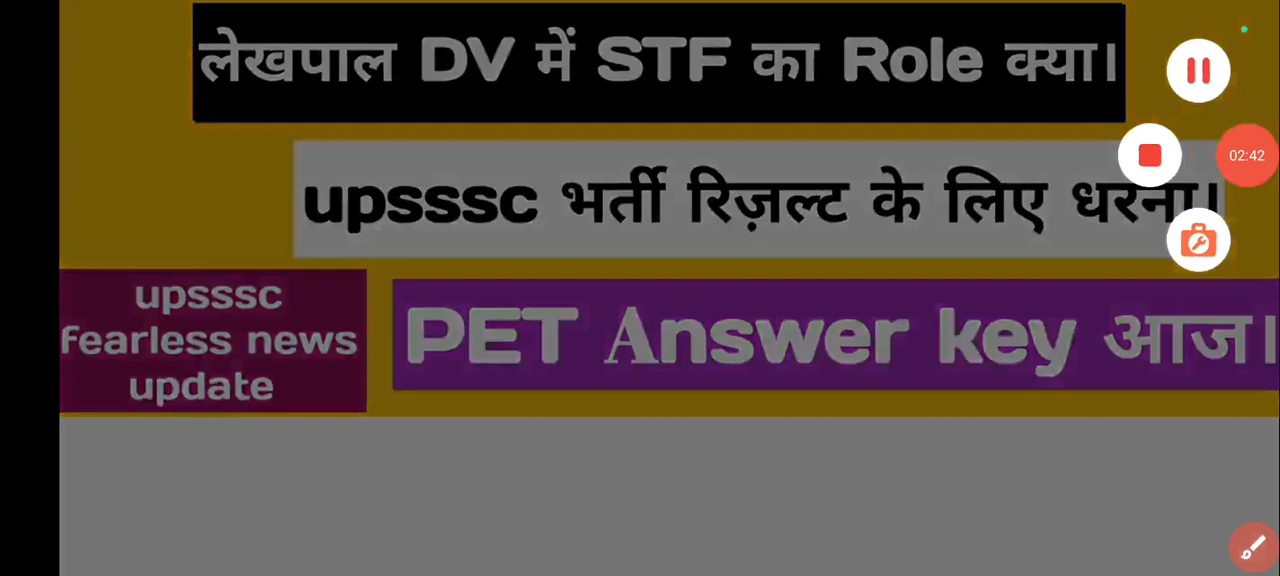 लेखपाल DV में STF का Role क्या।
02:42
upsssc भर्ती रिज़ल्ट के लिए धरना।
upsssc
fearless news
update
PET Answer key आज।